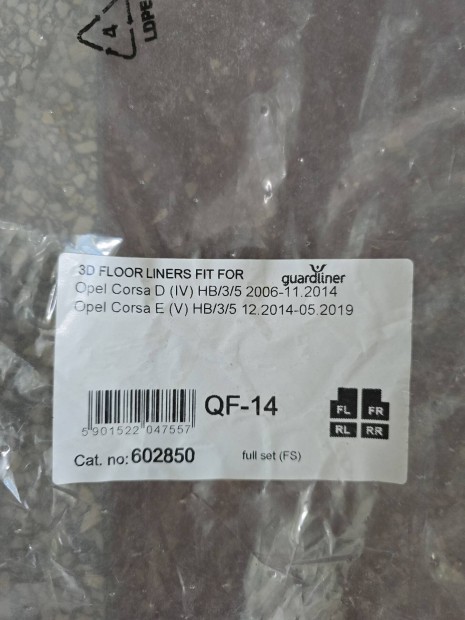 4
LDPE
3D FLOOR LINERS FIT FOR guardliner
Opel Corsa D (IV) HB/3/5 2006-11.2014
Opel Corsa E (V) HB/3/5 12.2014-05.2019
QF-14
FL FR
RL RR
5 901522 047557
Cat. no: 602850 full set (FS)